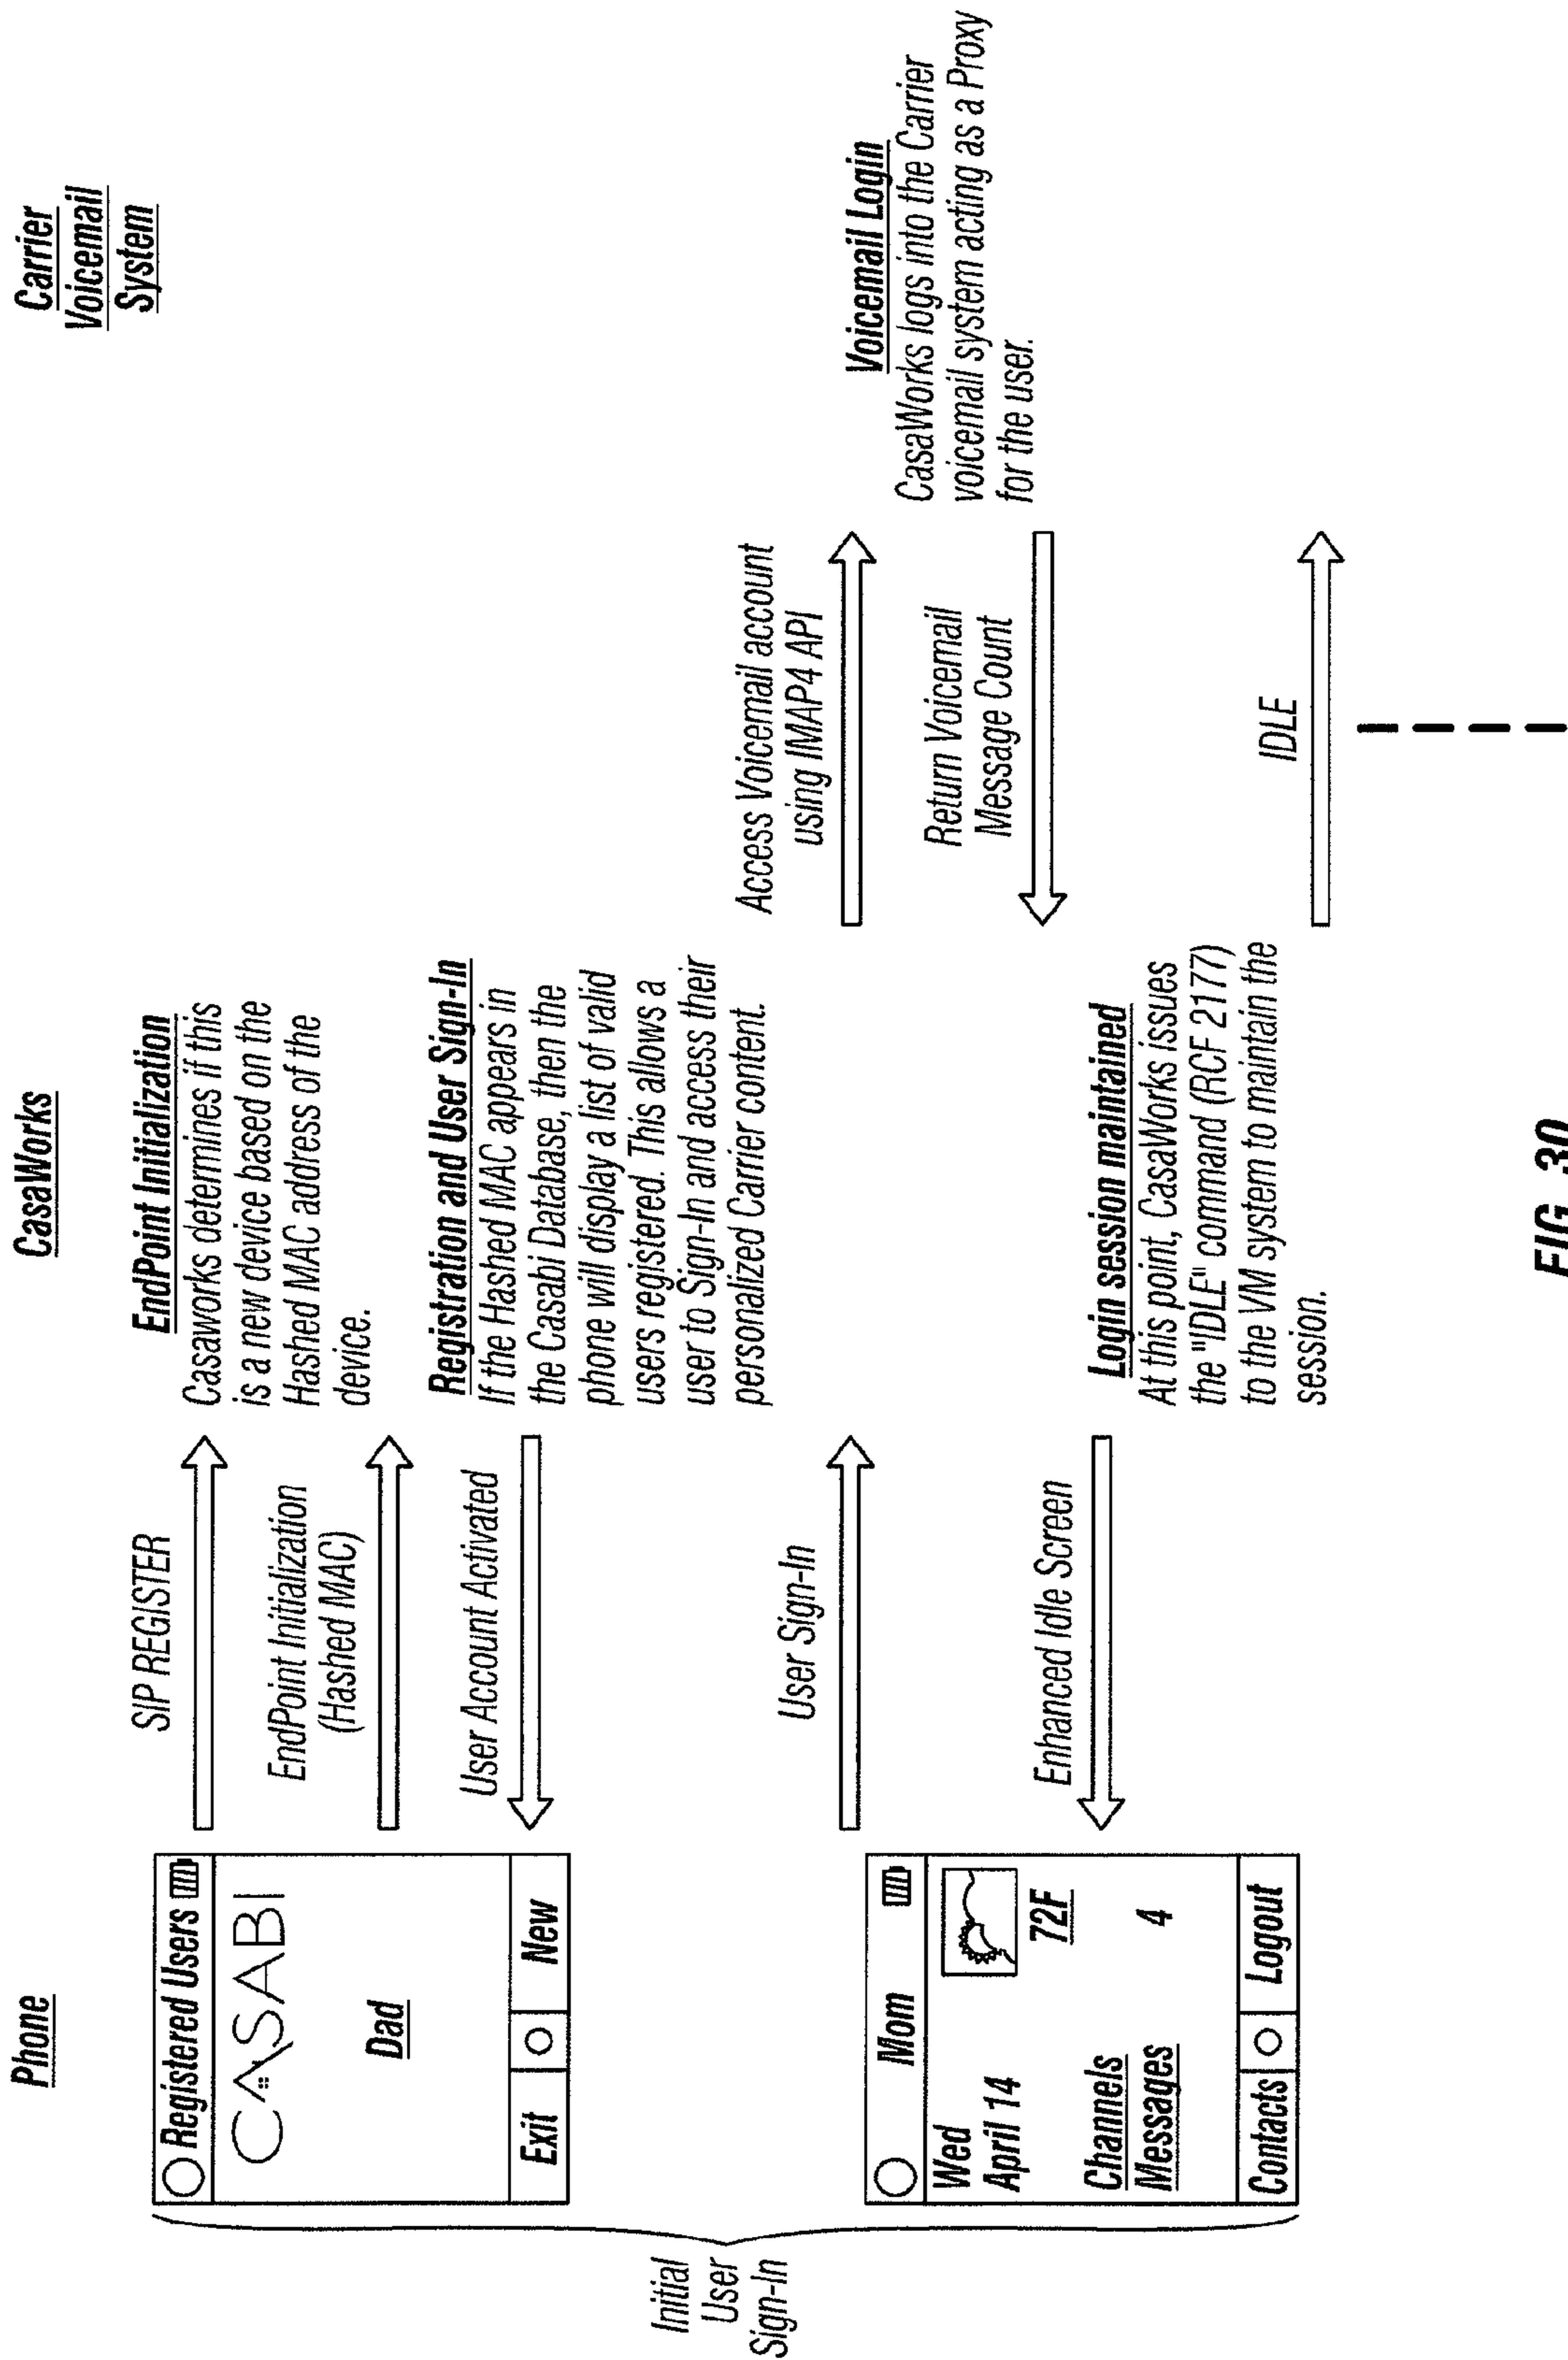 Phone
CasaWorks
Carrier
Voicemail
System
Initial
User
Sign-In
Registered Users
CASABI
Dad
Exit
New
SIP REGISTER
EndPoint Initialization
(Hashed MAC)
User Account Activated
EndPoint Initialization
Casaworks determines if this
is a new device based on the
Hashed MAC address of the
device.
Registration and User Sign-In
If the Hashed MAC appears in
the Casabi Database, then the
phone will display a list of valid
users registered. This allows a
user to Sign-In and access their
personalized Carrier content.
User Sign-In
Access Voicemail account
using IMAP4 API
Voicemail Login
CasaWorks logs into the Carrier
voicemail system acting as a Proxy
for the user.
Return Voicemail
Message Count
Mom
Wed
April 14
72F
Channels
Messages 4
Contacts
Logout
Enhanced Idle Screen
Login session maintained
At this point, CasaWorks issues
the "IDLE" command (RCF 2177)
to the VM system to maintain the
session.
IDLE
FIG. 30